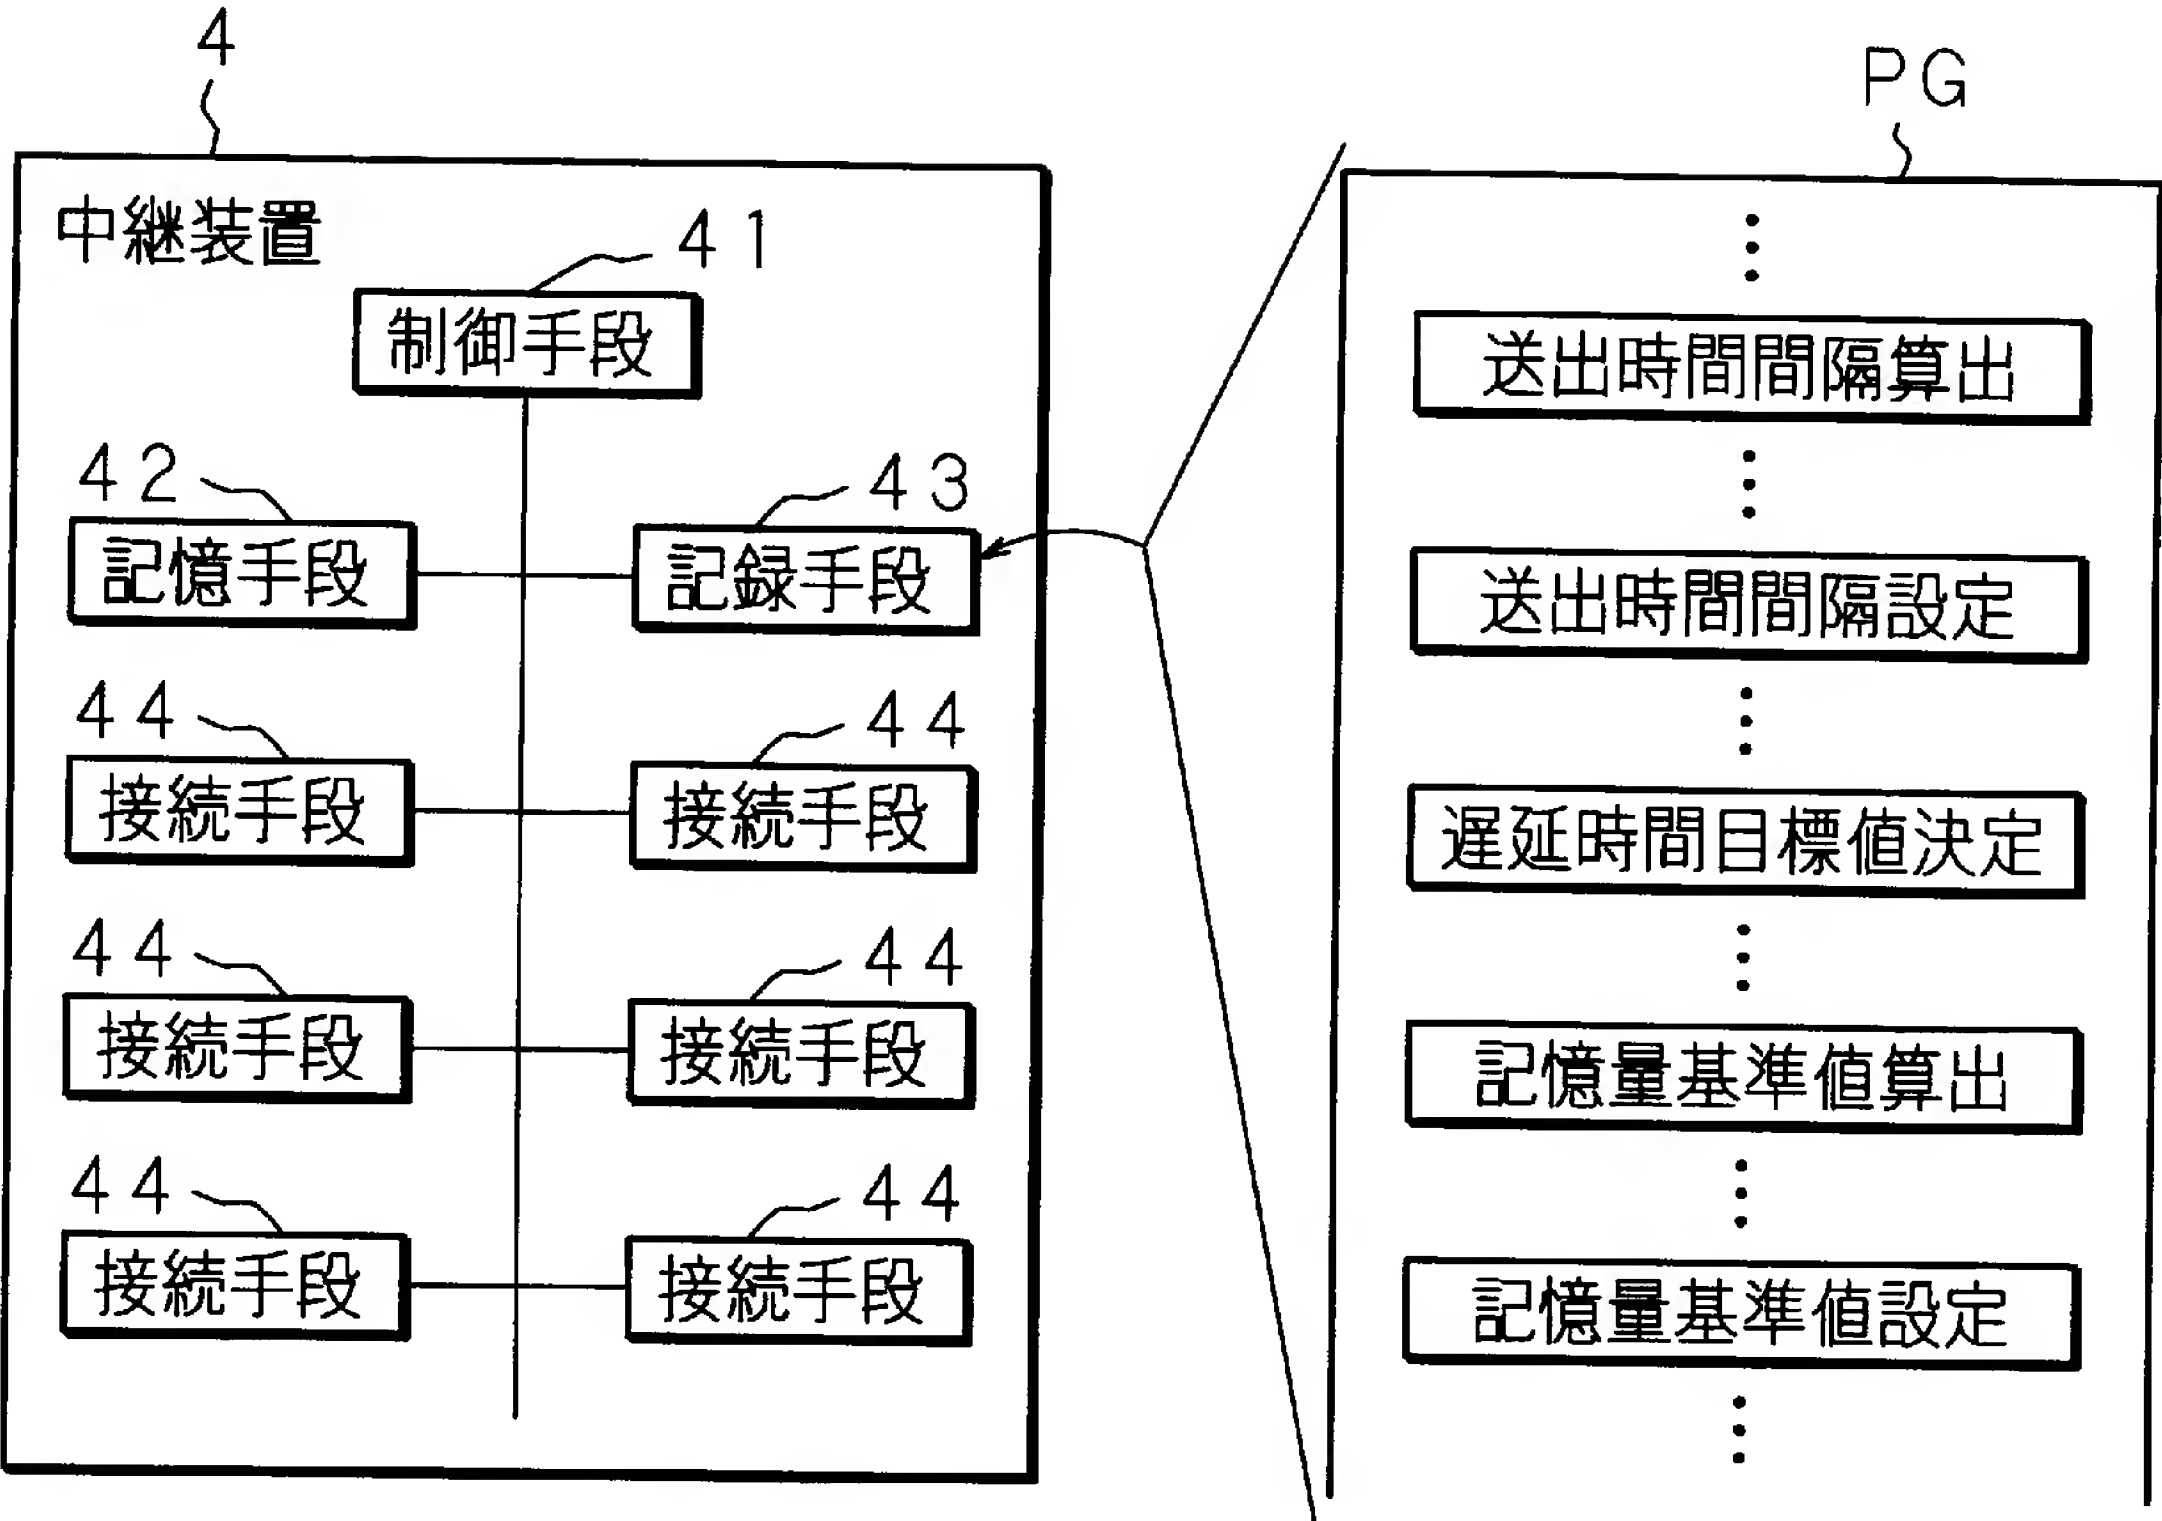 4
中継装置
41
制御手段
42
記憶手段
43
記録手段
44
接続手段
44
接続手段
44
接続手段
44
接続手段
44
接続手段
44
接続手段
PG
送出時間間隔算出
送出時間間隔設定
遅延時間目標値決定
記憶量基準値算出
記憶量基準値設定